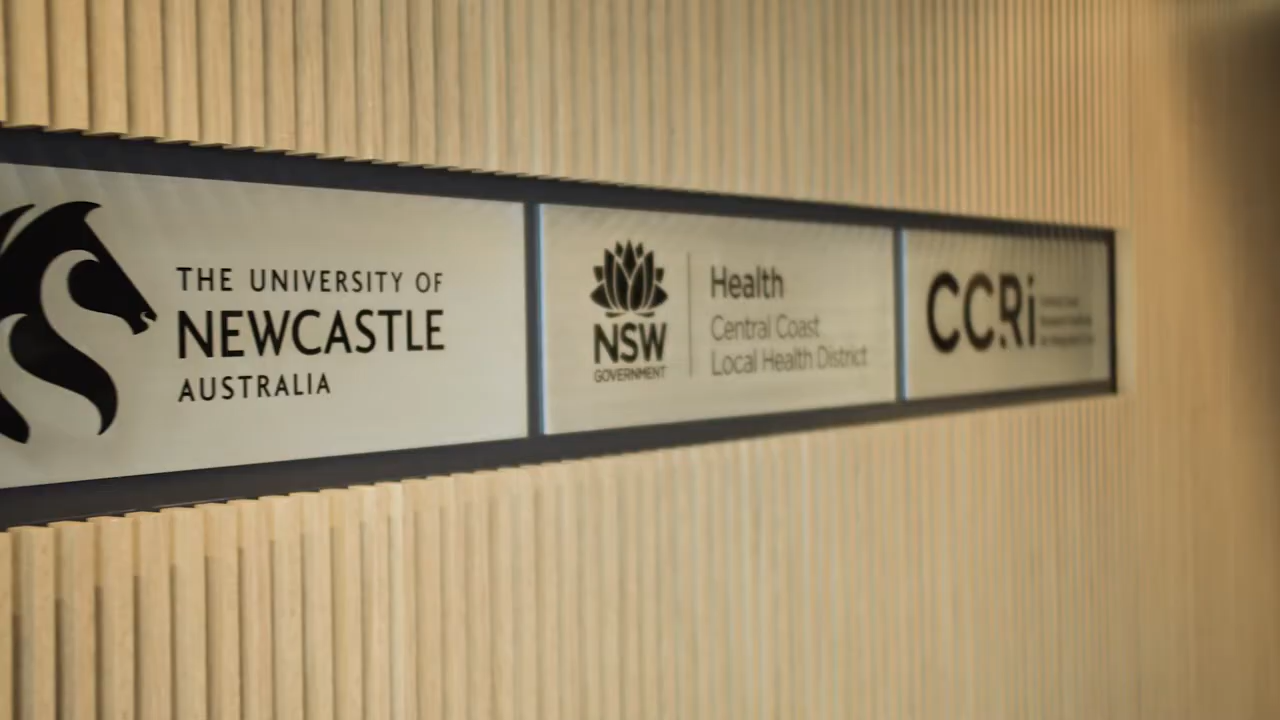 THE UNIVERSITY OF
NEWCASTLE
AUSTRALIA
NSW
GOVERNMENT
Health
Central Coast
Local Health District
CCRi